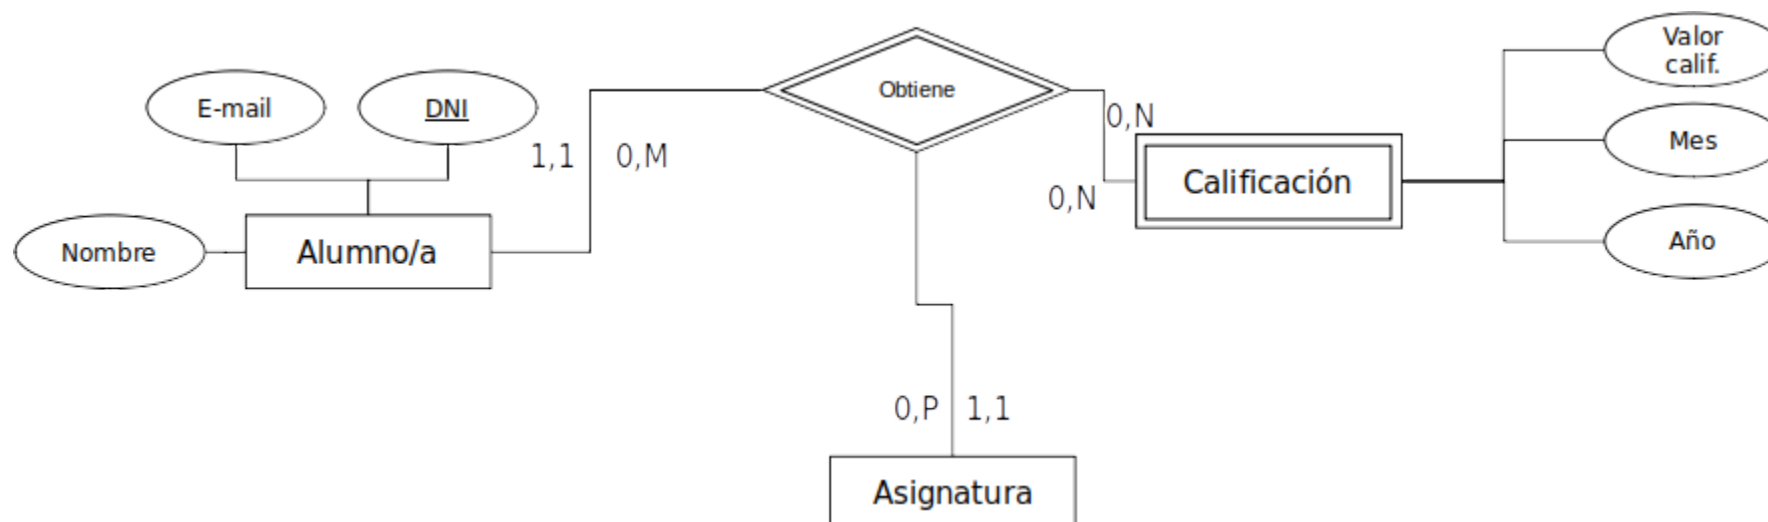 Valor
calif.
Obtiene
E-mail
DNI
0,N
Mes
1,1
0,M
Calificación
0,N
Nombre
Alumno/a
Año
0,P
1,1
Asignatura